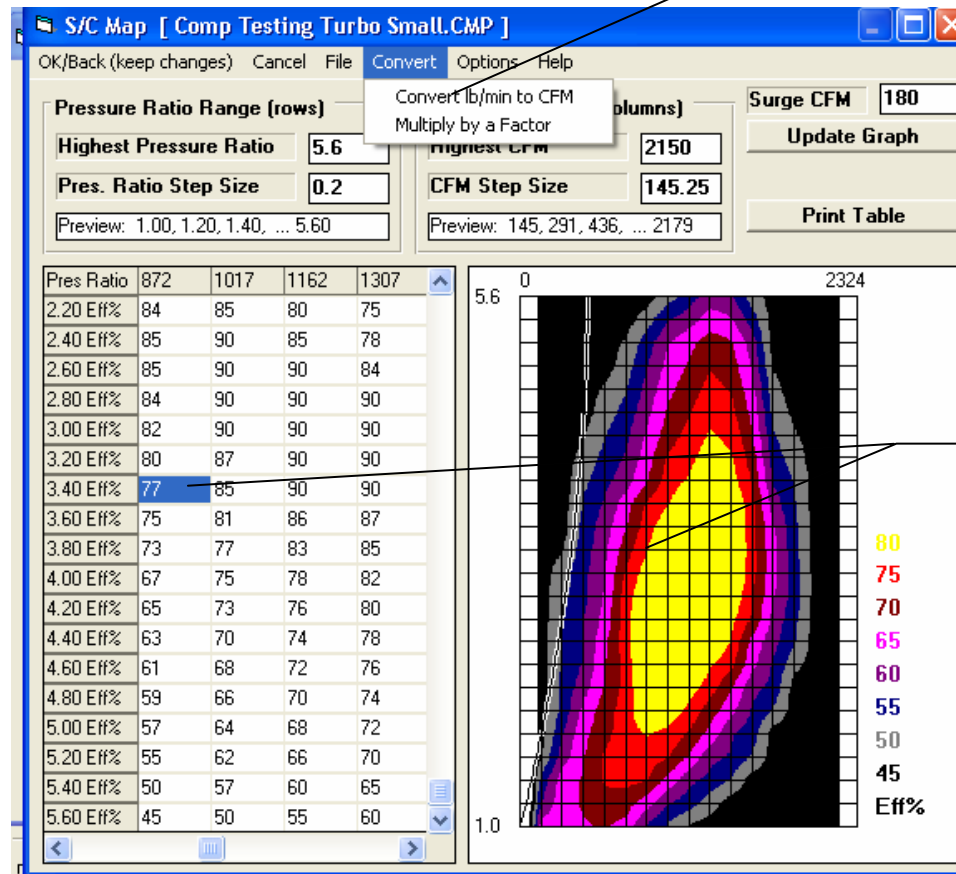 S/C Map [ Comp Testing Turbo Small.CMP ]
OK/Back (keep changes) Cancel File Convert Options Help
Convert lb/min to CFM
Multiply by a Factor
Pressure Ratio Range (rows)
Highest Pressure Ratio 5.6
Pres. Ratio Step Size 0.2
Preview: 1.00, 1.20, 1.40, ... 5.60
olumns)
Highest CFM 2150
CFM Step Size 145.25
Preview: 145, 291, 436, ... 2179
Surge CFM 180
Update Graph
Print Table
Pres Ratio 872 1017 1162 1307
2.20 Eff% 84 85 80 75
2.40 Eff% 85 90 85 78
2.60 Eff% 85 90 90 84
2.80 Eff% 84 90 90 90
3.00 Eff% 82 90 90 90
3.20 Eff% 80 87 90 90
3.40 Eff% 77 85 90 90
3.60 Eff% 75 81 86 87
3.80 Eff% 73 77 83 85
4.00 Eff% 67 75 78 82
4.20 Eff% 65 73 76 80
4.40 Eff% 63 70 74 78
4.60 Eff% 61 68 72 76
4.80 Eff% 59 66 70 74
5.00 Eff% 57 64 68 72
5.20 Eff% 55 62 66 70
5.40 Eff% 50 57 60 65
5.60 Eff% 45 50 55 60
0 2324
5.6
1.0
80
75
70
65
60
55
50
45
Eff%